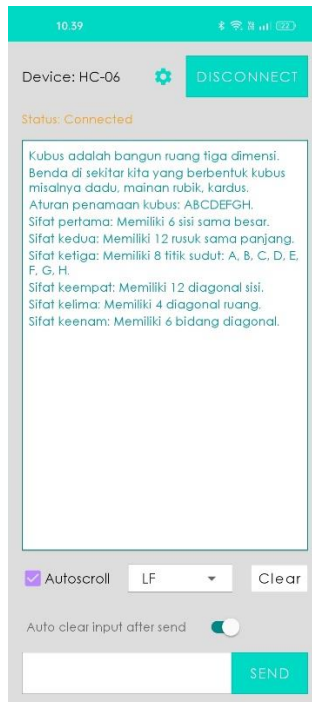 10.39
22
Device: HC-06
DISCONNECT
Status: Connected
Kubus adalah bangun ruang tiga dimensi.
Benda di sekitar kita yang berbentuk kubus
misalnya dadu, mainan rubik, kardus.
Aturan penamaan kubus: ABCDEFGH.
Sifat pertama: Memiliki 6 sisi sama besar.
Sifat kedua: Memiliki 12 rusuk sama panjang.
Sifat ketiga: Memiliki 8 titik sudut: A, B, C, D, E,
F, G, H.
Sifat keempat: Memiliki 12 diagonal sisi.
Sifat kelima: Memiliki 4 diagonal ruang.
Sifat keenam: Memiliki 6 bidang diagonal.
Autoscroll
LF
Clear
Auto clear input after send
SEND